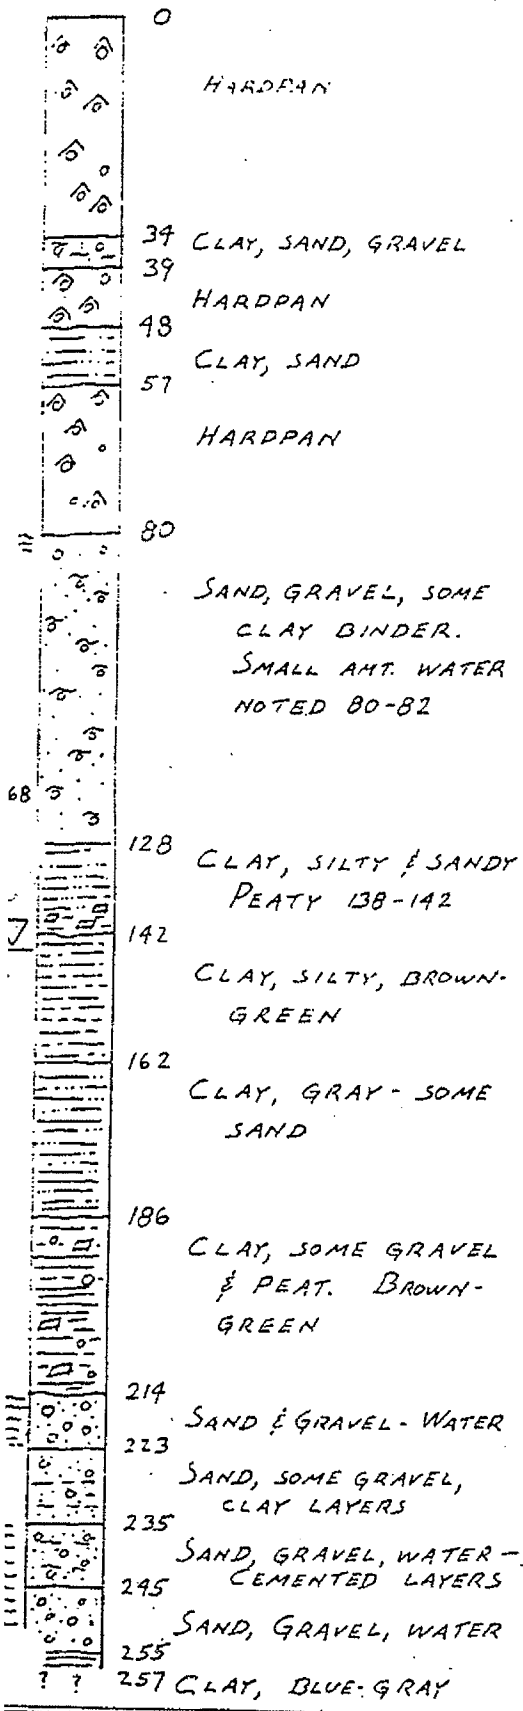 0
HARDPAN
34 CLAY, SAND, GRAVEL
39
HARDPAN
48
CLAY, SAND
57
HARDPAN
80
SAND, GRAVEL, SOME
CLAY BINDER.
SMALL AMT. WATER
NOTED 80-82
68
128
CLAY, SILTY & SANDY
PEATY 138-142
142
CLAY, SILTY, BROWN-
GREEN
162
CLAY, GRAY - SOME
SAND
186
CLAY, SOME GRAVEL
& PEAT. BROWN-
GREEN
214
SAND & GRAVEL - WATER
223
SAND, SOME GRAVEL,
CLAY LAYERS
235
SAND, GRAVEL, WATER -
CEMENTED LAYERS
245
SAND, GRAVEL, WATER
255
? ? 257 CLAY, BLUE-GRAY